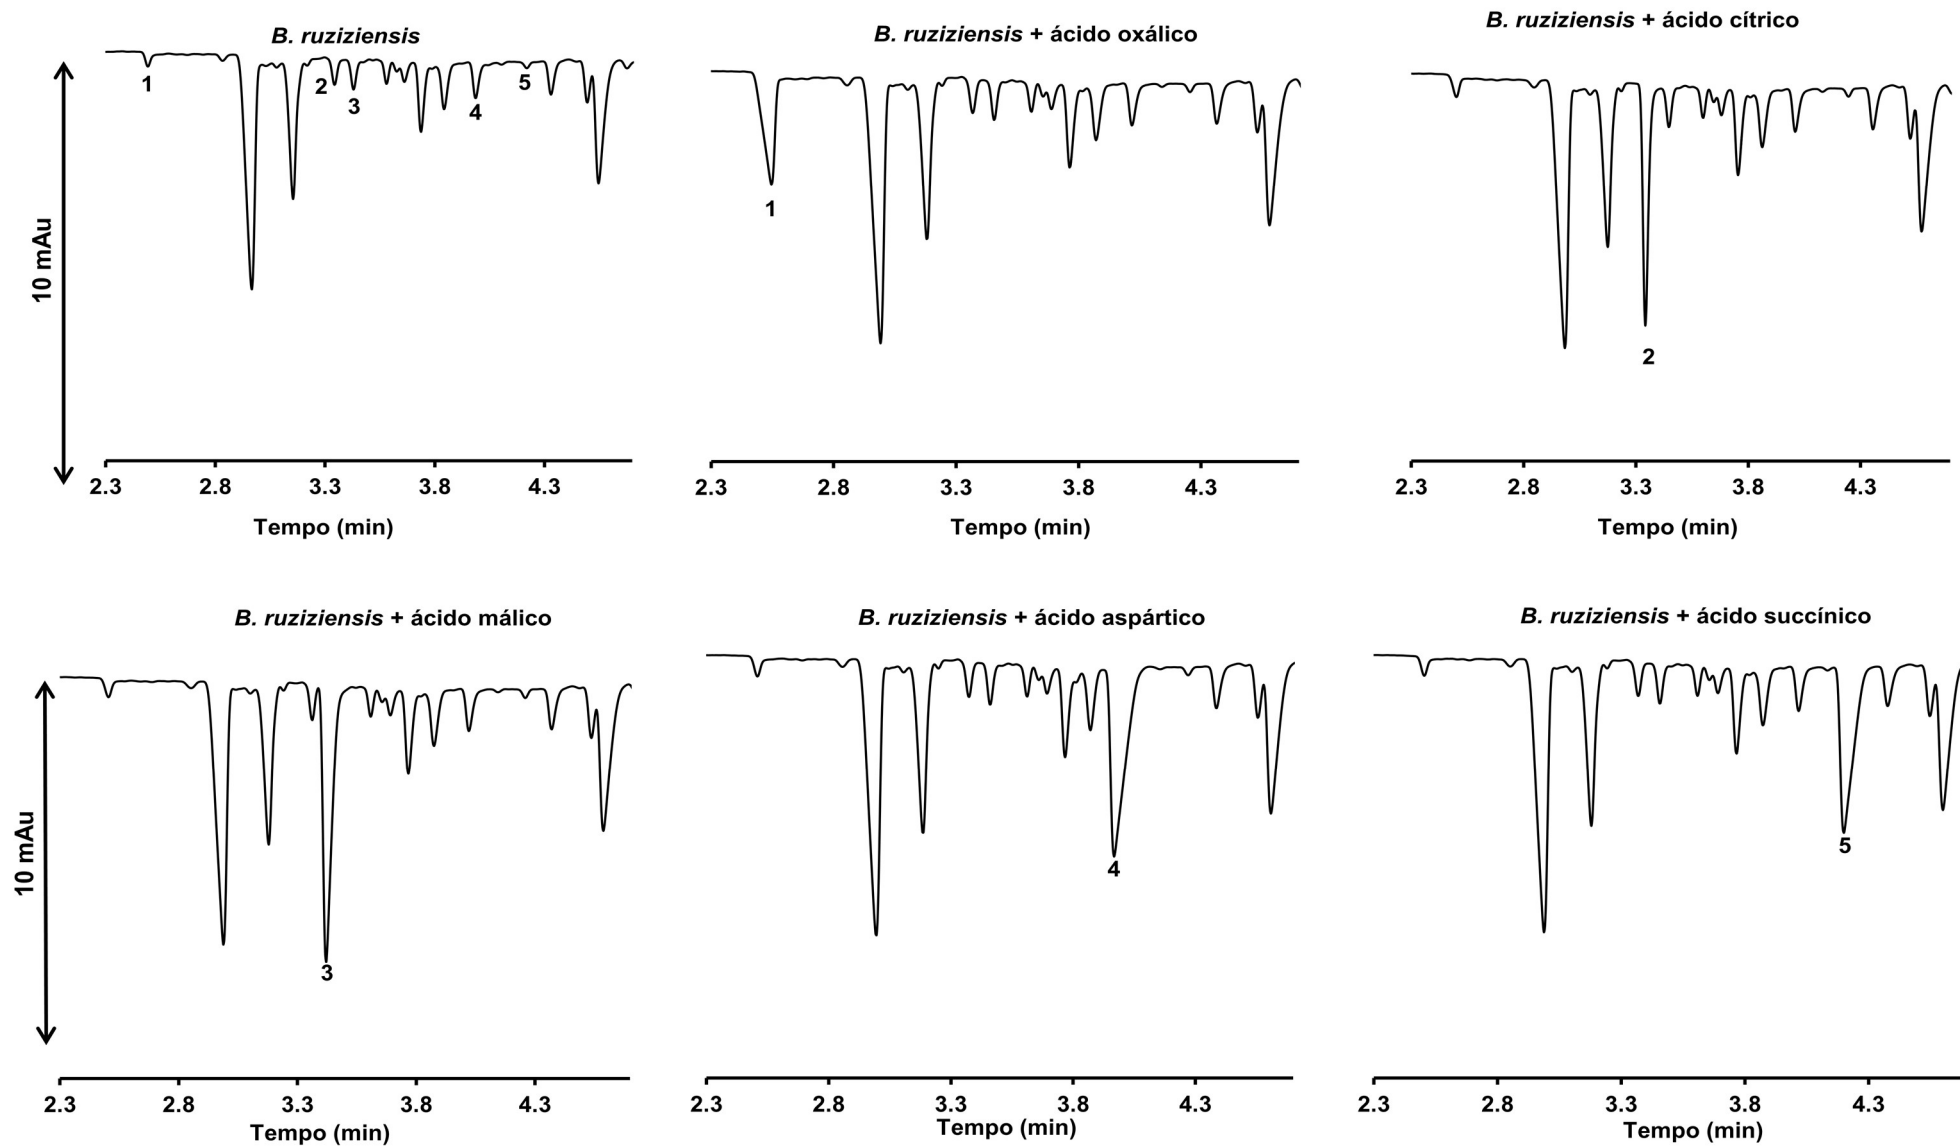 B. ruziziensis
1
2
3
4
5
10 mAu
2.3 2.8 3.3 3.8 4.3
Tempo (min)
B. ruziziensis + ácido oxálico
1
2.3 2.8 3.3 3.8 4.3
Tempo (min)
B. ruziziensis + ácido cítrico
2
2.3 2.8 3.3 3.8 4.3
Tempo (min)
B. ruziziensis + ácido málico
10 mAu
3
2.3 2.8 3.3 3.8 4.3
Tempo (min)
B. ruziziensis + ácido aspártico
4
2.3 2.8 3.3 3.8 4.3
Tempo (min)
B. ruziziensis + ácido succínico
5
2.3 2.8 3.3 3.8 4.3
Tempo (min)